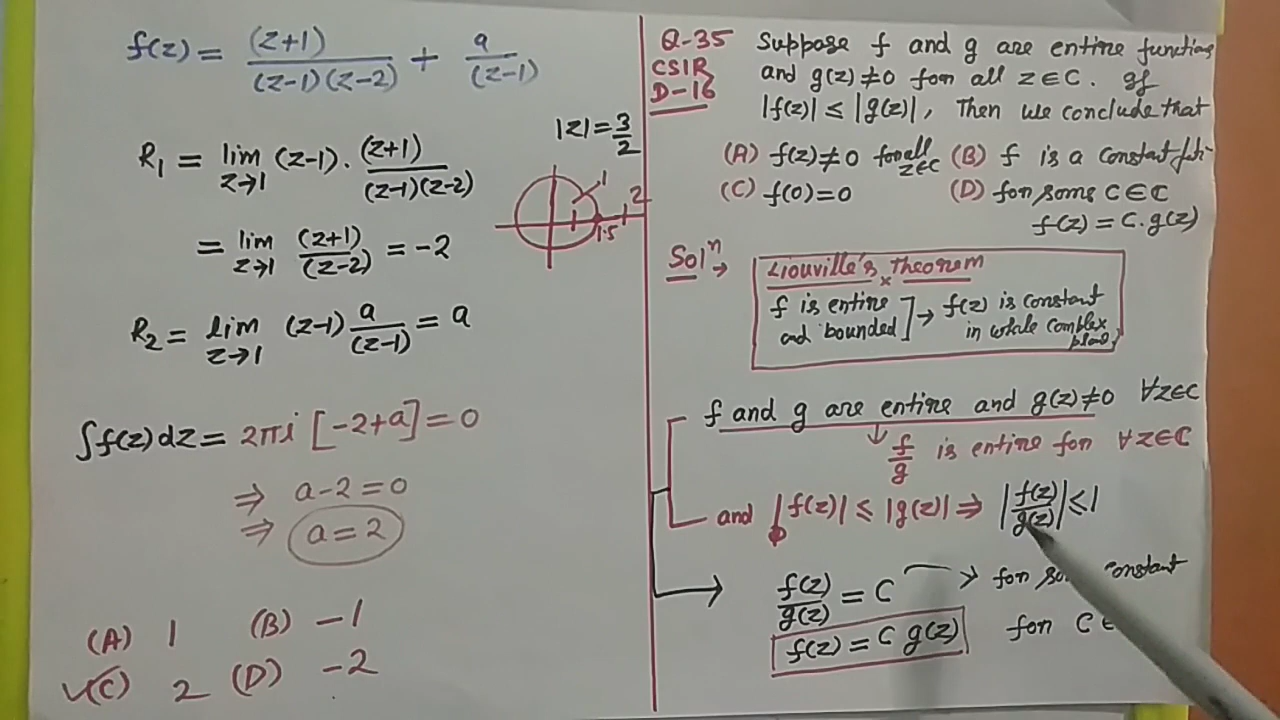 f(z) = (z+1)/(z-1)(z-2) + a/(z-1)
R₁ = lim z→1 (z-1) . (z+1)/(z-1)(z-2)
|z| = 3/2
1
2
1.5
= lim z→1 (z+1)/(z-2) = -2
R₂ = lim z→1 (z-1) a/(z-1) = a
∫f(z)dz = 2πi [-2+a] = 0
⇒ a-2=0
⇒ a=2
(A) 1 (B) -1
✓(C) 2 (D) -2
Q-35 Suppose f and g are entire functions
CSIR and g(z)≠0 for all z∈C. If
D-16 |f(z)| ≤ |g(z)|, Then we conclude that
(A) f(z)≠0 for all z∈C (B) f is a constant
(C) f(0)=0 (D) for some C∈C
f(z) = C.g(z)
Solⁿ→
Liouville's Theorem
f is entire and bounded ] → f(z) is constant
in whole complex
f and g are entire and g(z)≠0 ∀z∈C
↓ f/g is entire for ∀z∈C
and |f(z)| ≤ |g(z)| ⇒ |f(z)/g(z)| ≤ 1
f(z)/g(z) = C → for constant
f(z) = C g(z) for C ∈